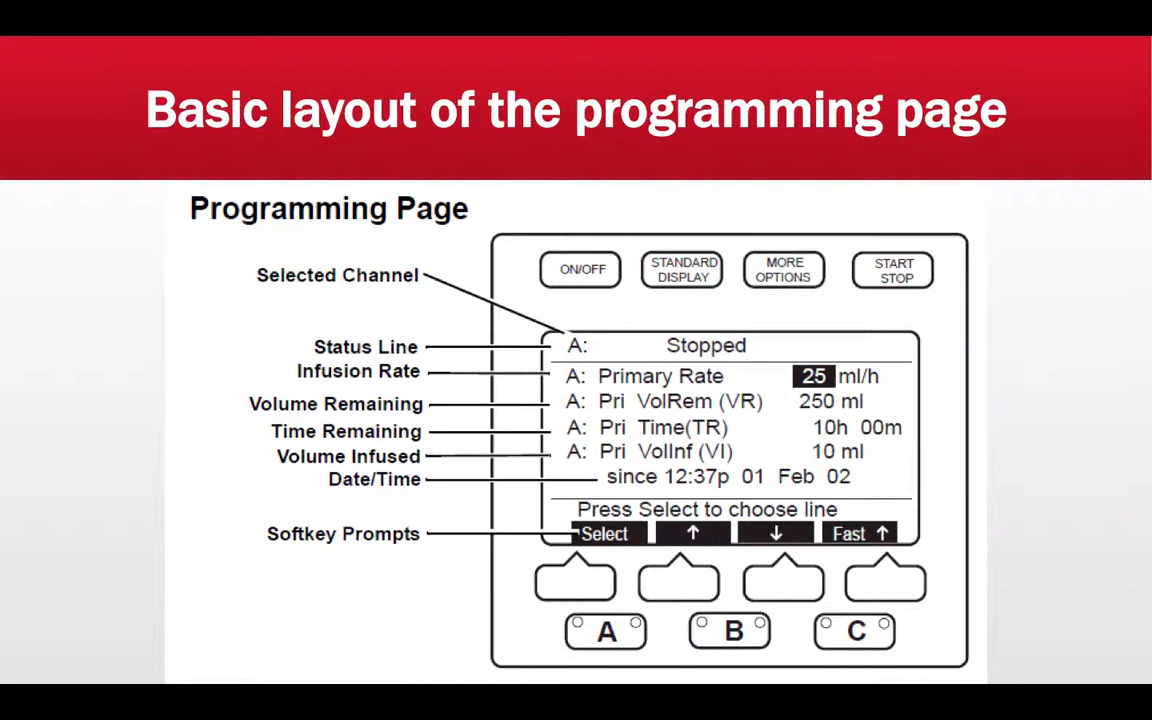 Basic layout of the programming page
Programming Page
ON/OFF
STANDARD DISPLAY
MORE OPTIONS
START STOP
Selected Channel
Status Line
A: Stopped
Infusion Rate
A: Primary Rate 25 ml/h
Volume Remaining
A: Pri VolRem (VR) 250 ml
Time Remaining
A: Pri Time(TR) 10h 00m
Volume Infused
A: Pri VolInf (VI) 10 ml
Date/Time
since 12:37p 01 Feb 02
Press Select to choose line
Softkey Prompts
Select ↑ ↓ Fast ↑
A B C